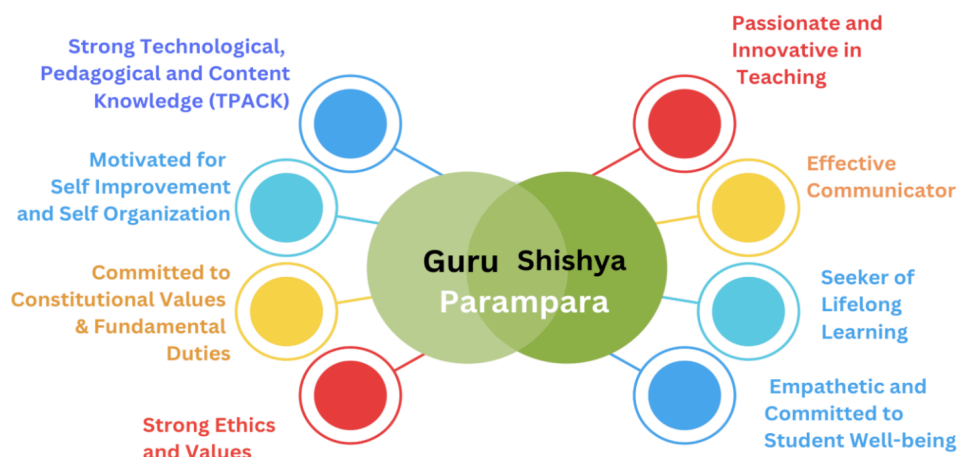 Strong Technological,
Pedagogical and Content
Knowledge (TPACK)
Motivated for
Self Improvement
and Self Organization
Committed to
Constitutional Values
& Fundamental
Duties
Strong Ethics
and Values
Guru Shishya
Parampara
Passionate and
Innovative in
Teaching
Effective
Communicator
Seeker of
Lifelong
Learning
Empathetic and
Committed to
Student Well-being